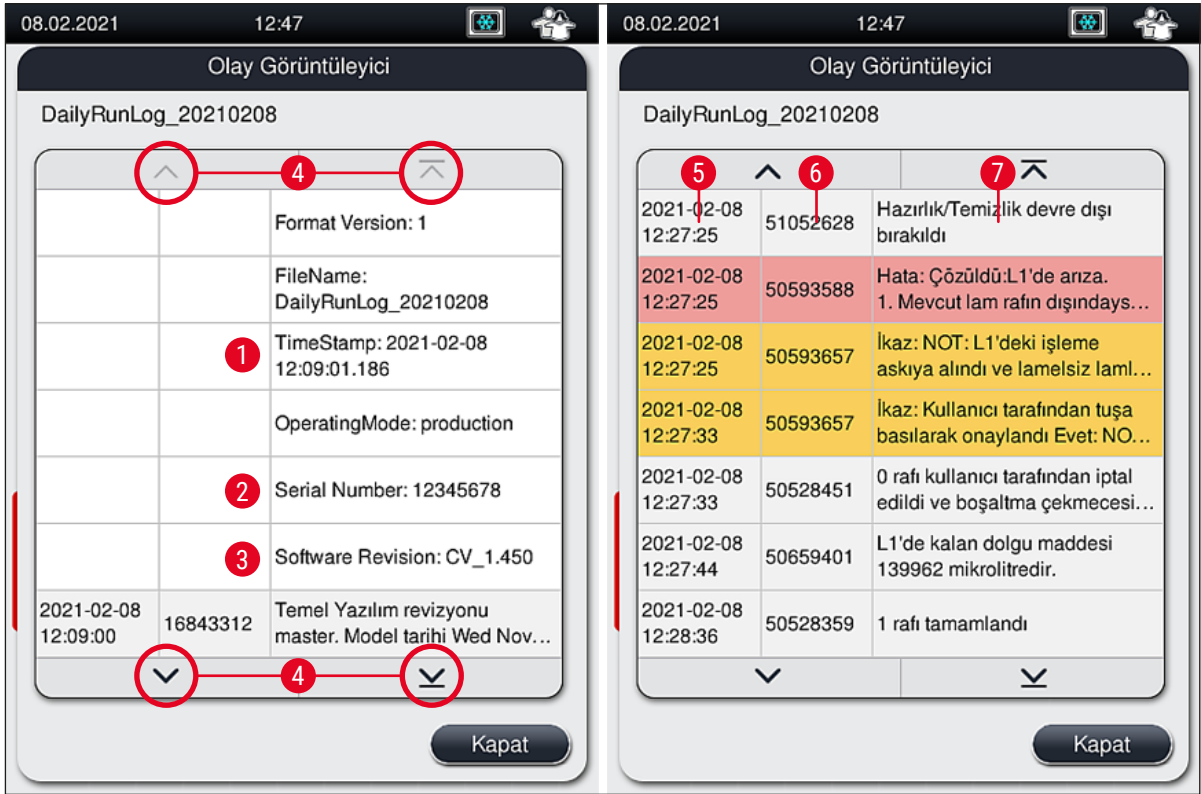 08.02.2021 12:47
Olay Görüntüleyici
DailyRunLog_20210208
4
Format Version: 1
FileName:
DailyRunLog_20210208
1
TimeStamp: 2021-02-08
12:09:01.186
OperatingMode: production
2
Serial Number: 12345678
3
Software Revision: CV_1.450
2021-02-08
12:09:00
16843312
Temel Yazılım revizyonu
master. Model tarihi Wed Nov...
4
Kapat
08.02.2021 12:47
Olay Görüntüleyici
DailyRunLog_20210208
5 6 7
2021-02-08
12:27:25
51052628
Hazırlık/Temizlik devre dışı
bırakıldı
2021-02-08
12:27:25
50593588
Hata: Çözüldü:L1'de arıza.
1. Mevcut lam rafın dışındays...
2021-02-08
12:27:25
50593657
İkaz: NOT: L1'deki işleme
askıya alındı ve lamelsiz laml...
2021-02-08
12:27:33
50593657
İkaz: Kullanıcı tarafından tuşa
basılarak onaylandı Evet: NO...
2021-02-08
12:27:33
50528451
0 rafı kullanıcı tarafından iptal
edildi ve boşaltma çekmecesi...
2021-02-08
12:27:44
50659401
L1'de kalan dolgu maddesi
139962 mikrolitredir.
2021-02-08
12:28:36
50528359
1 rafı tamamlandı
Kapat